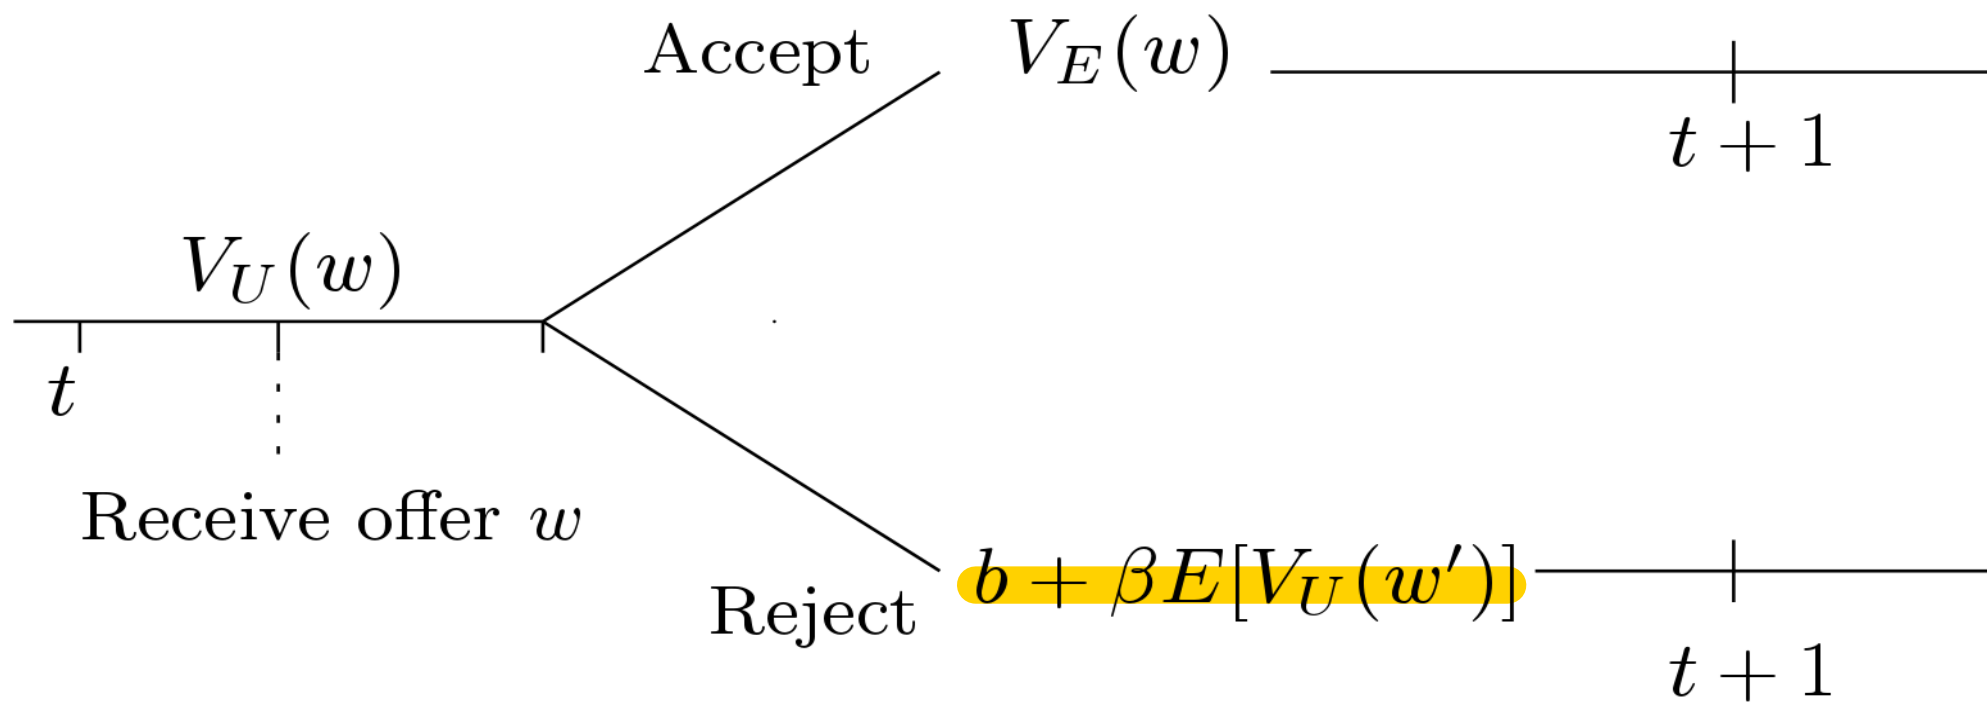 Accept
V_E(w)
t + 1
V_U(w)
t
Receive offer w
Reject
b + βE[V_U(w′)]
t + 1